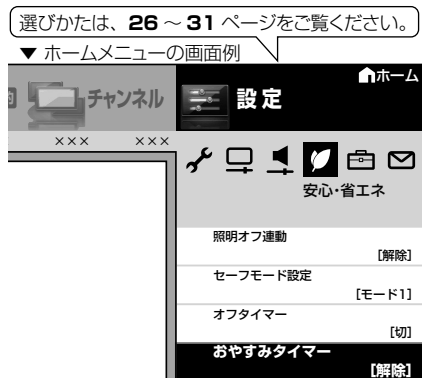 選びかたは、26～31 ページをご覧ください。
▼ ホームメニューの画面例
ホーム
チャンネル
設定
××× ×××
安心・省エネ
照明オフ連動
[解除]
セーフモード設定
[モード1]
オフタイマー
[切]
おやすみタイマー
[解除]